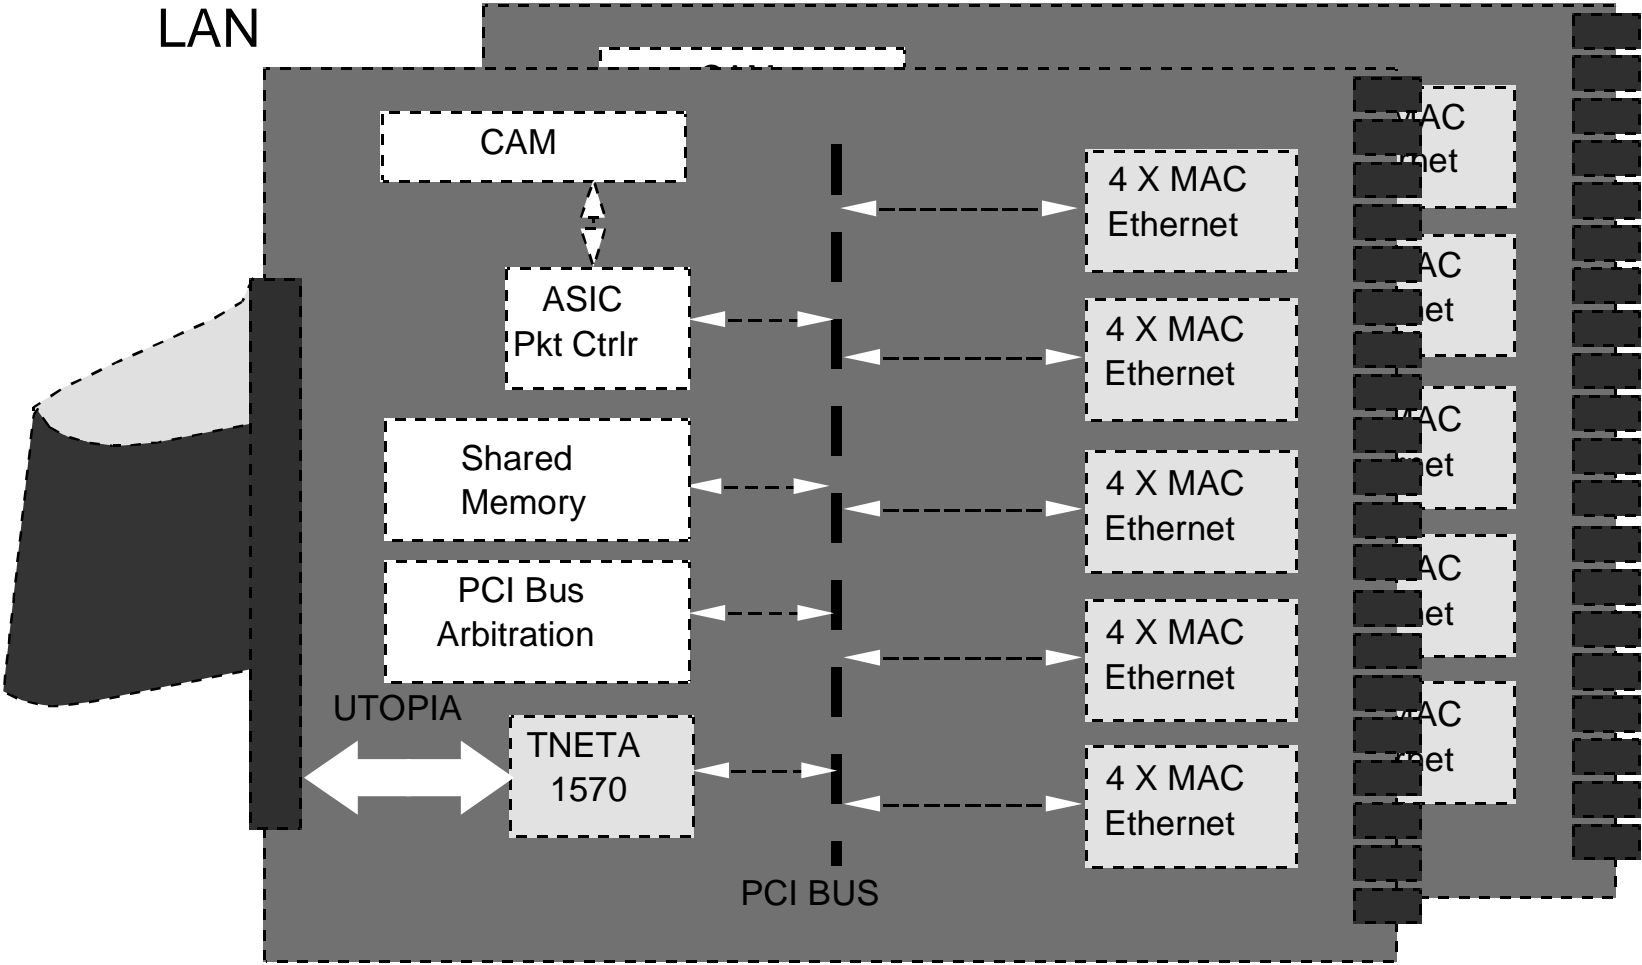 LAN
CAM
4 X MAC
Ethernet
ASIC
Pkt Ctrlr
4 X MAC
Ethernet
Shared
Memory
4 X MAC
Ethernet
PCI Bus
Arbitration
4 X MAC
Ethernet
UTOPIA
TNETA
1570
4 X MAC
Ethernet
PCI BUS